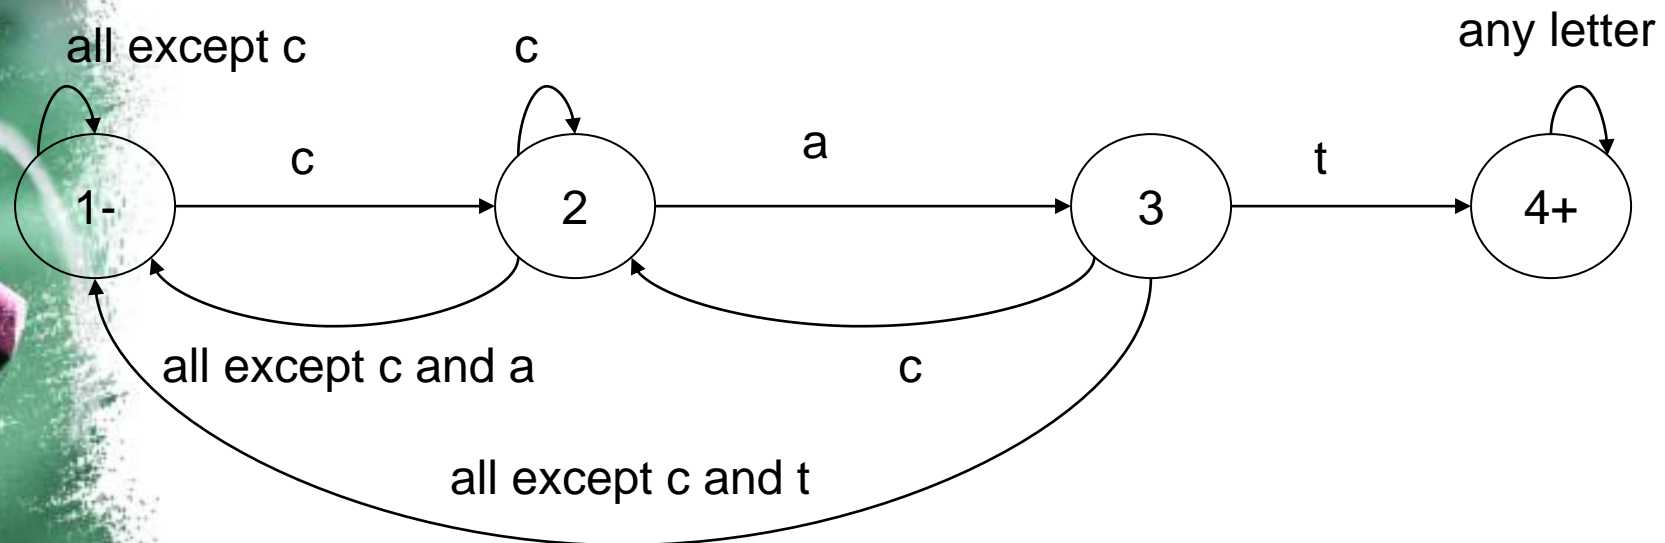 all except c
c
any letter
c
a
t
1-
2
3
4+
all except c and a
c
all except c and t